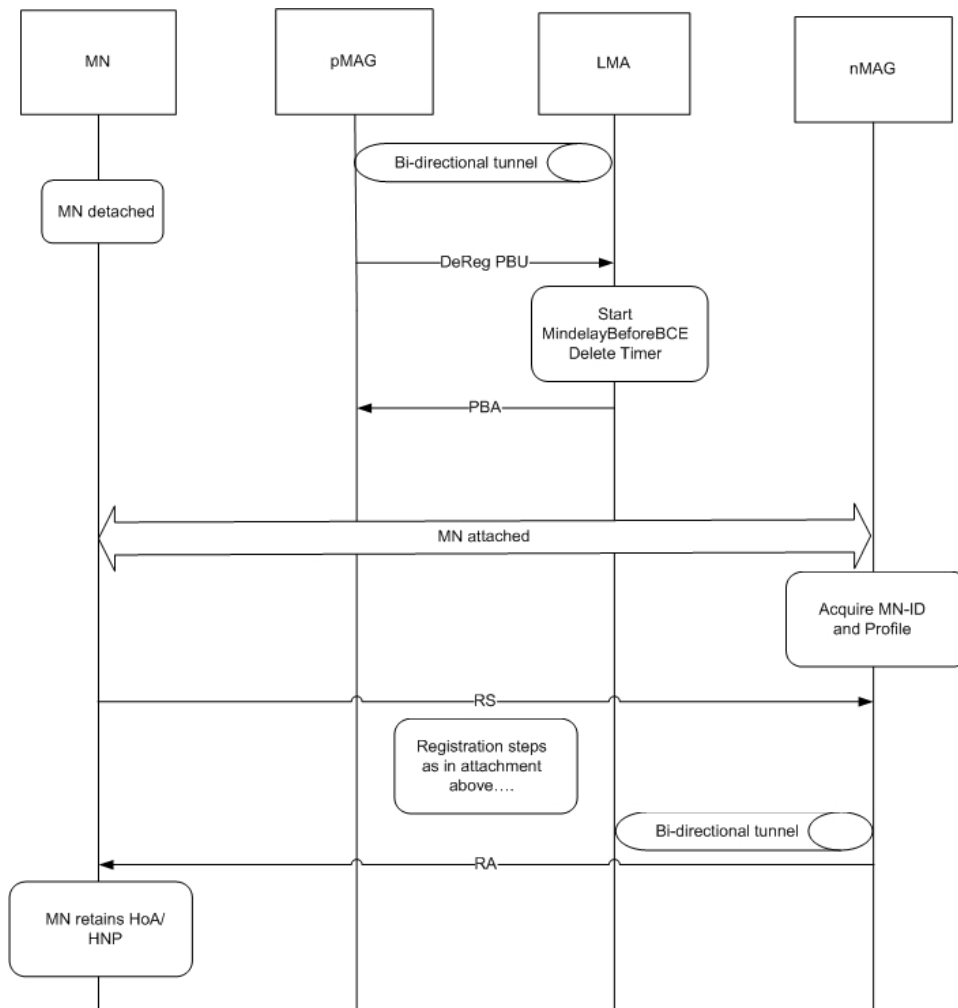 MN
pMAG
LMA
nMAG
Bi-directional tunnel
MN detached
DeReg PBU
Start
MindelayBeforeBCE
Delete Timer
PBA
MN attached
Acquire MN-ID
and Profile
RS
Registration steps
as in attachment
above....
Bi-directional tunnel
RA
MN retains HoA/
HNP